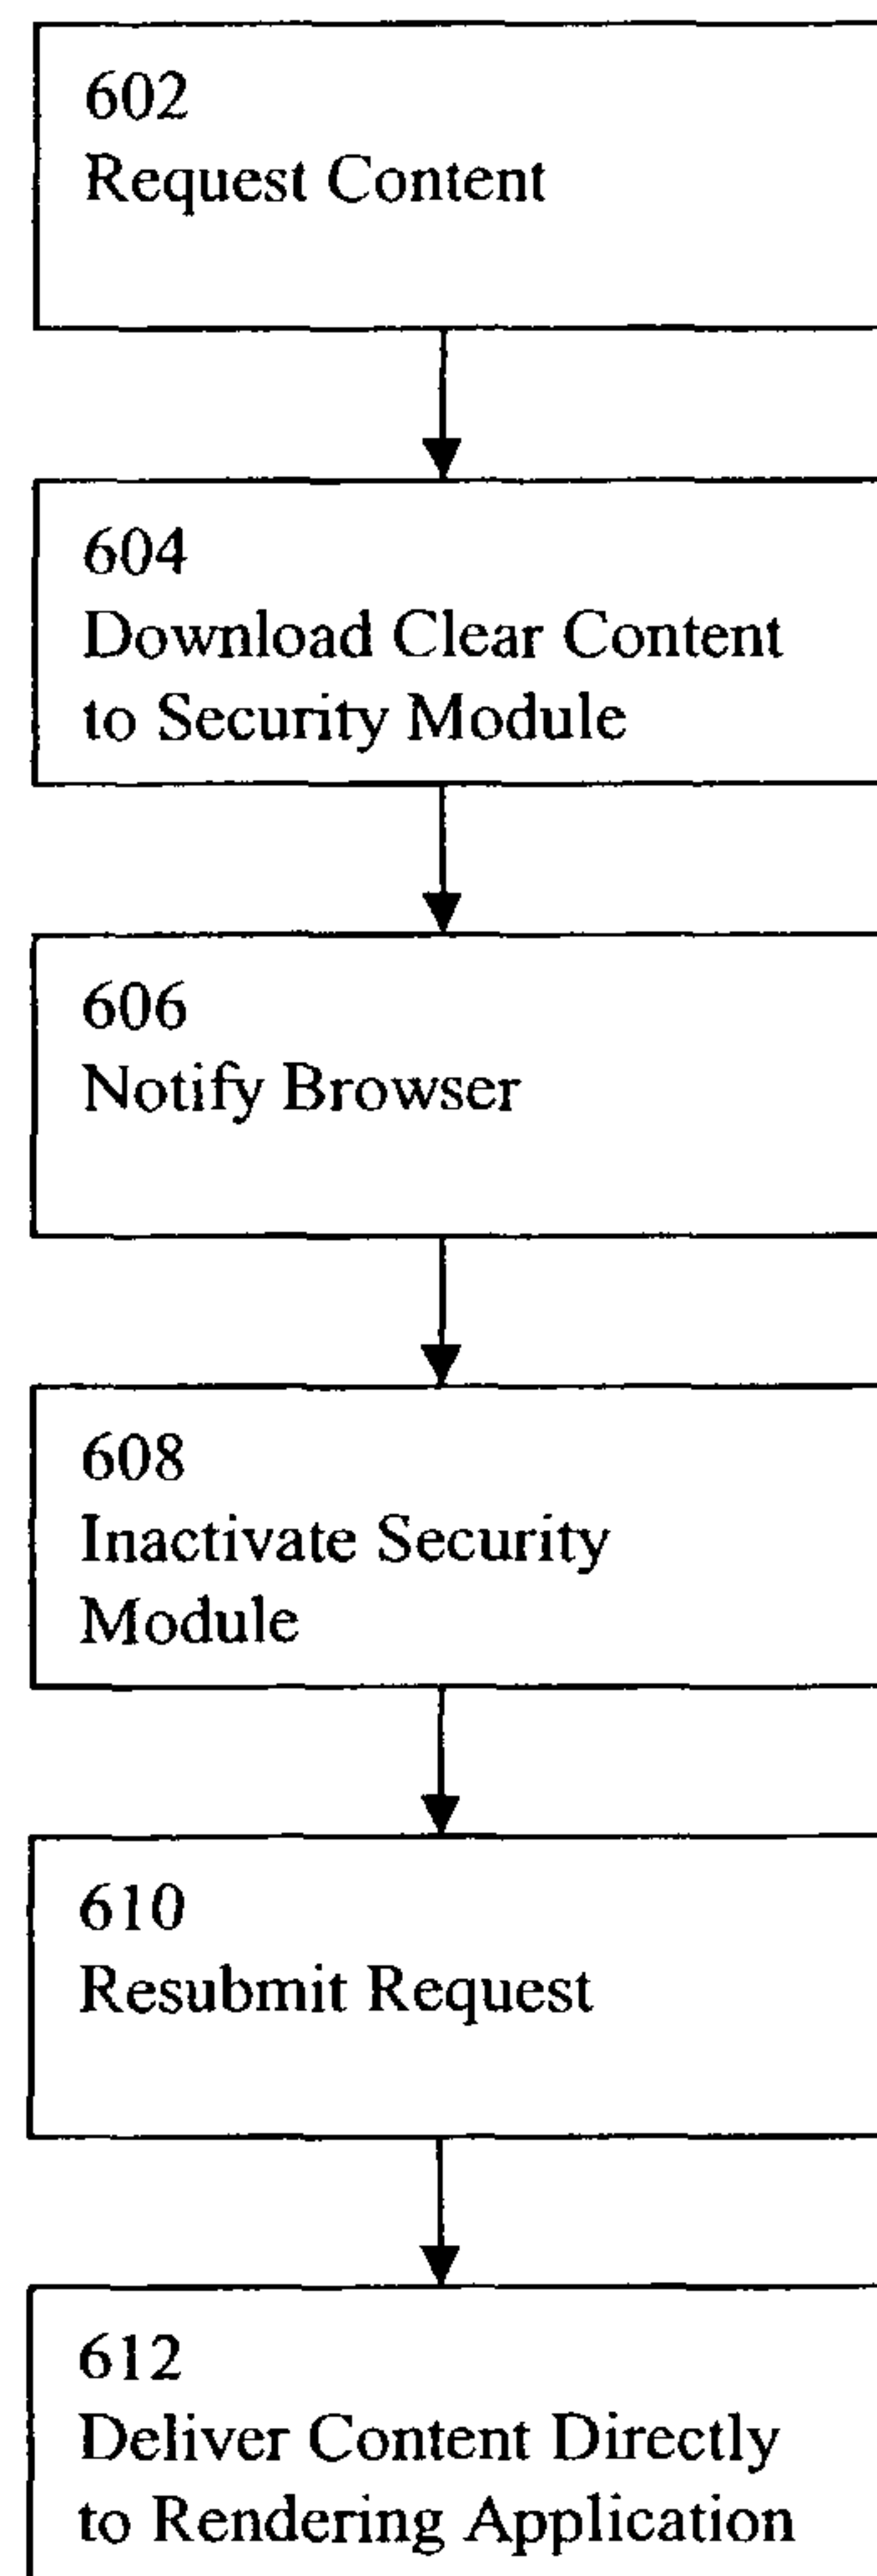 602
Request Content
604
Download Clear Content
to Security Module
606
Notify Browser
608
Inactivate Security
Module
610
Resubmit Request
612
Deliver Content Directly
to Rendering Application